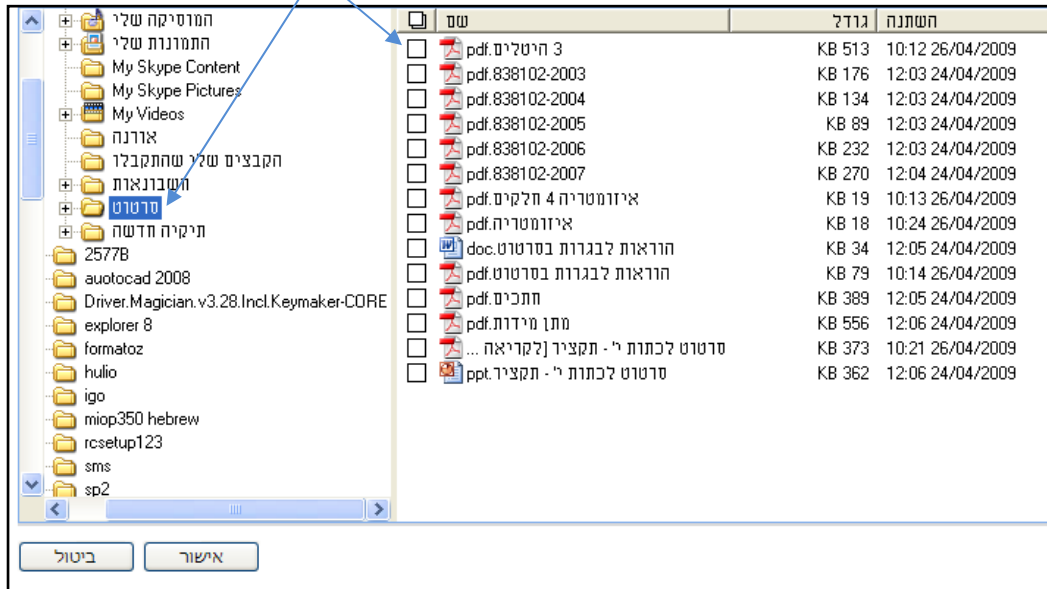 המוסיקה שלי
התמונות שלי
My Skype Content
My Skype Pictures
My Videos
אורנה
הקבצים שלי שהתקבלו
חשבונאות
סרטוט
תיקיה חדשה
2577B
auotocad 2008
Driver.Magician.v3.28.Incl.Keymaker-CORE
explorer 8
formatoz
hulio
igo
miop350 hebrew
rcsetup123
sms
sp2
שם גודל השתנה
3 היטלים.pdf 513 KB 10:12 26/04/2009
838102-2003.pdf 176 KB 12:03 24/04/2009
838102-2004.pdf 134 KB 12:03 24/04/2009
838102-2005.pdf 89 KB 12:03 24/04/2009
838102-2006.pdf 232 KB 12:03 24/04/2009
838102-2007.pdf 270 KB 12:04 24/04/2009
איזומטריה 4 חלקים.pdf 19 KB 10:13 26/04/2009
איזומטריה.pdf 18 KB 10:24 26/04/2009
הוראות לבגרות בסרטוט.doc 34 KB 12:05 24/04/2009
הוראות לבגרות בסרטוט.pdf 79 KB 10:14 26/04/2009
חתכים.pdf 389 KB 12:05 24/04/2009
מתן מידות.pdf 556 KB 12:06 24/04/2009
סרטוט לכתות י' - תקציר [לקריאה ... 373 KB 10:21 26/04/2009
סרטוט לכתות י' - תקציר.ppt 362 KB 12:06 24/04/2009
אישור
ביטול